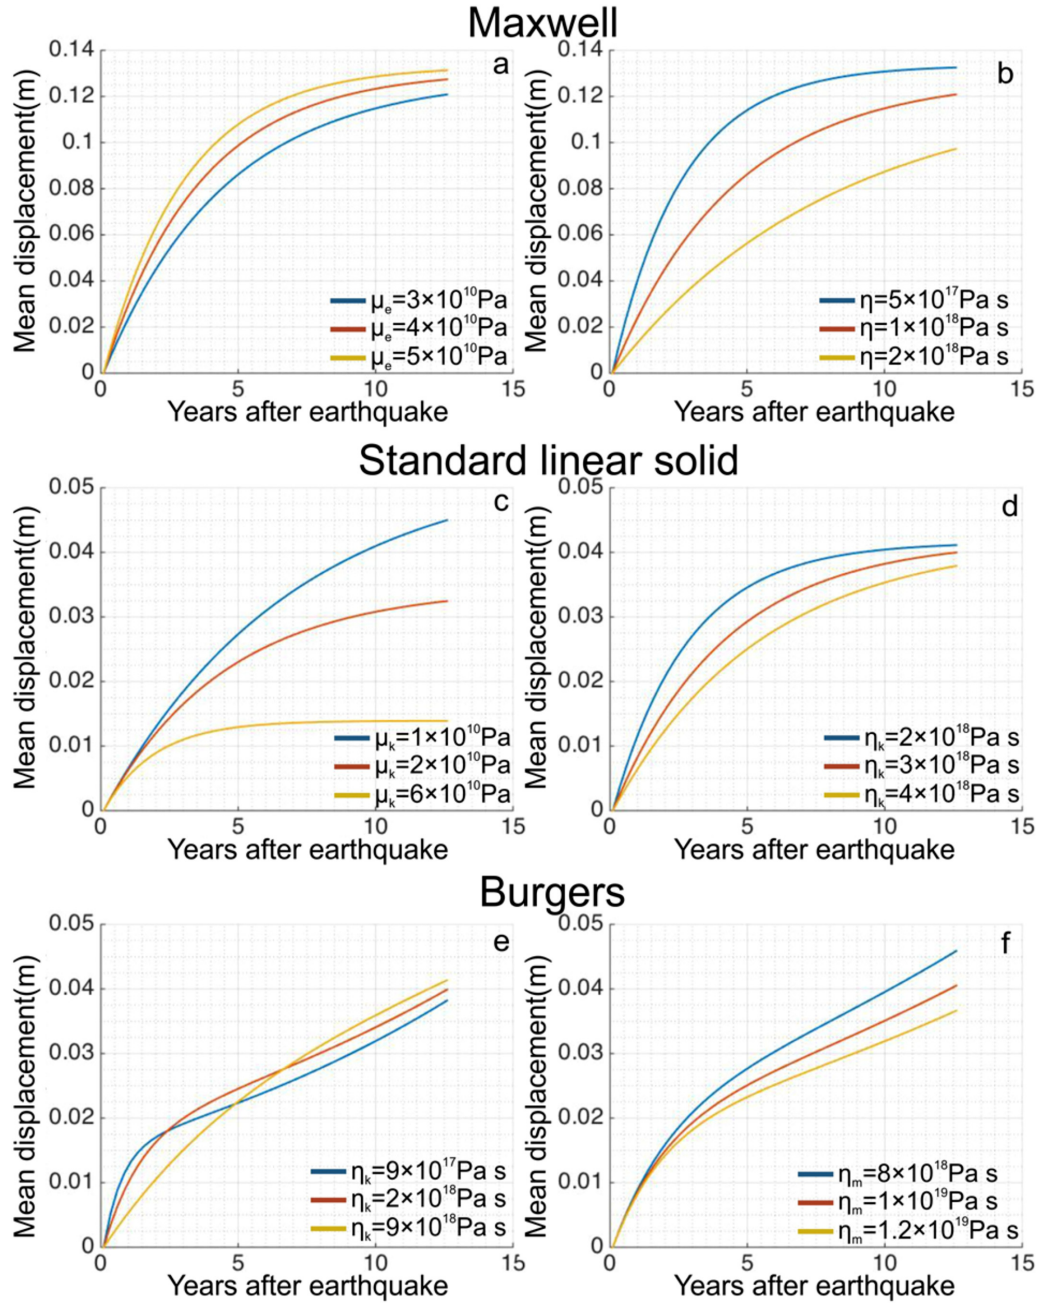 Maxwell
a
Mean displacement(m)
0.14
0.12
0.1
0.08
0.06
0.04
0.02
0
0 5 10 15
Years after earthquake
μe=3×10¹⁰Pa
μe=4×10¹⁰Pa
μe=5×10¹⁰Pa
b
Mean displacement(m)
0.14
0.12
0.1
0.08
0.06
0.04
0.02
0
0 5 10 15
Years after earthquake
η=5×10¹⁷Pa s
η=1×10¹⁸Pa s
η=2×10¹⁸Pa s
Standard linear solid
c
Mean displacement(m)
0.05
0.04
0.03
0.02
0.01
0
0 5 10 15
Years after earthquake
μk=1×10¹⁰Pa
μk=2×10¹⁰Pa
μk=6×10¹⁰Pa
d
Mean displacement(m)
0.05
0.04
0.03
0.02
0.01
0
0 5 10 15
Years after earthquake
ηk=2×10¹⁸Pa s
ηk=3×10¹⁸Pa s
ηk=4×10¹⁸Pa s
Burgers
e
Mean displacement(m)
0.05
0.04
0.03
0.02
0.01
0
0 5 10 15
Years after earthquake
ηk=9×10¹⁷Pa s
ηk=2×10¹⁸Pa s
ηk=9×10¹⁸Pa s
f
Mean displacement(m)
0.05
0.04
0.03
0.02
0.01
0
0 5 10 15
Years after earthquake
ηm=8×10¹⁸Pa s
ηm=1×10¹⁹Pa s
ηm=1.2×10¹⁹Pa s